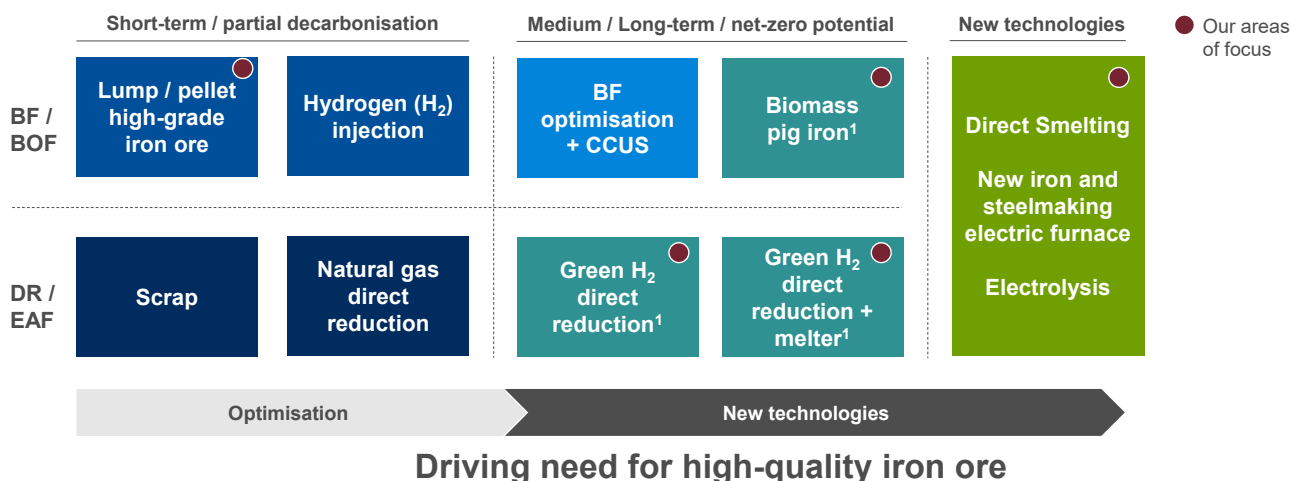 Short-term / partial decarbonisation
Medium / Long-term / net-zero potential
New technologies
Our areas
of focus
BF /
BOF
Lump / pellet
high-grade
iron ore
Hydrogen (H₂)
injection
BF
optimisation
+ CCUS
Biomass
pig iron¹
Direct Smelting
New iron and
steelmaking
electric furnace
Electrolysis
DR /
EAF
Scrap
Natural gas
direct
reduction
Green H₂
direct
reduction¹
Green H₂
direct
reduction +
melter¹
Optimisation
New technologies
Driving need for high-quality iron ore